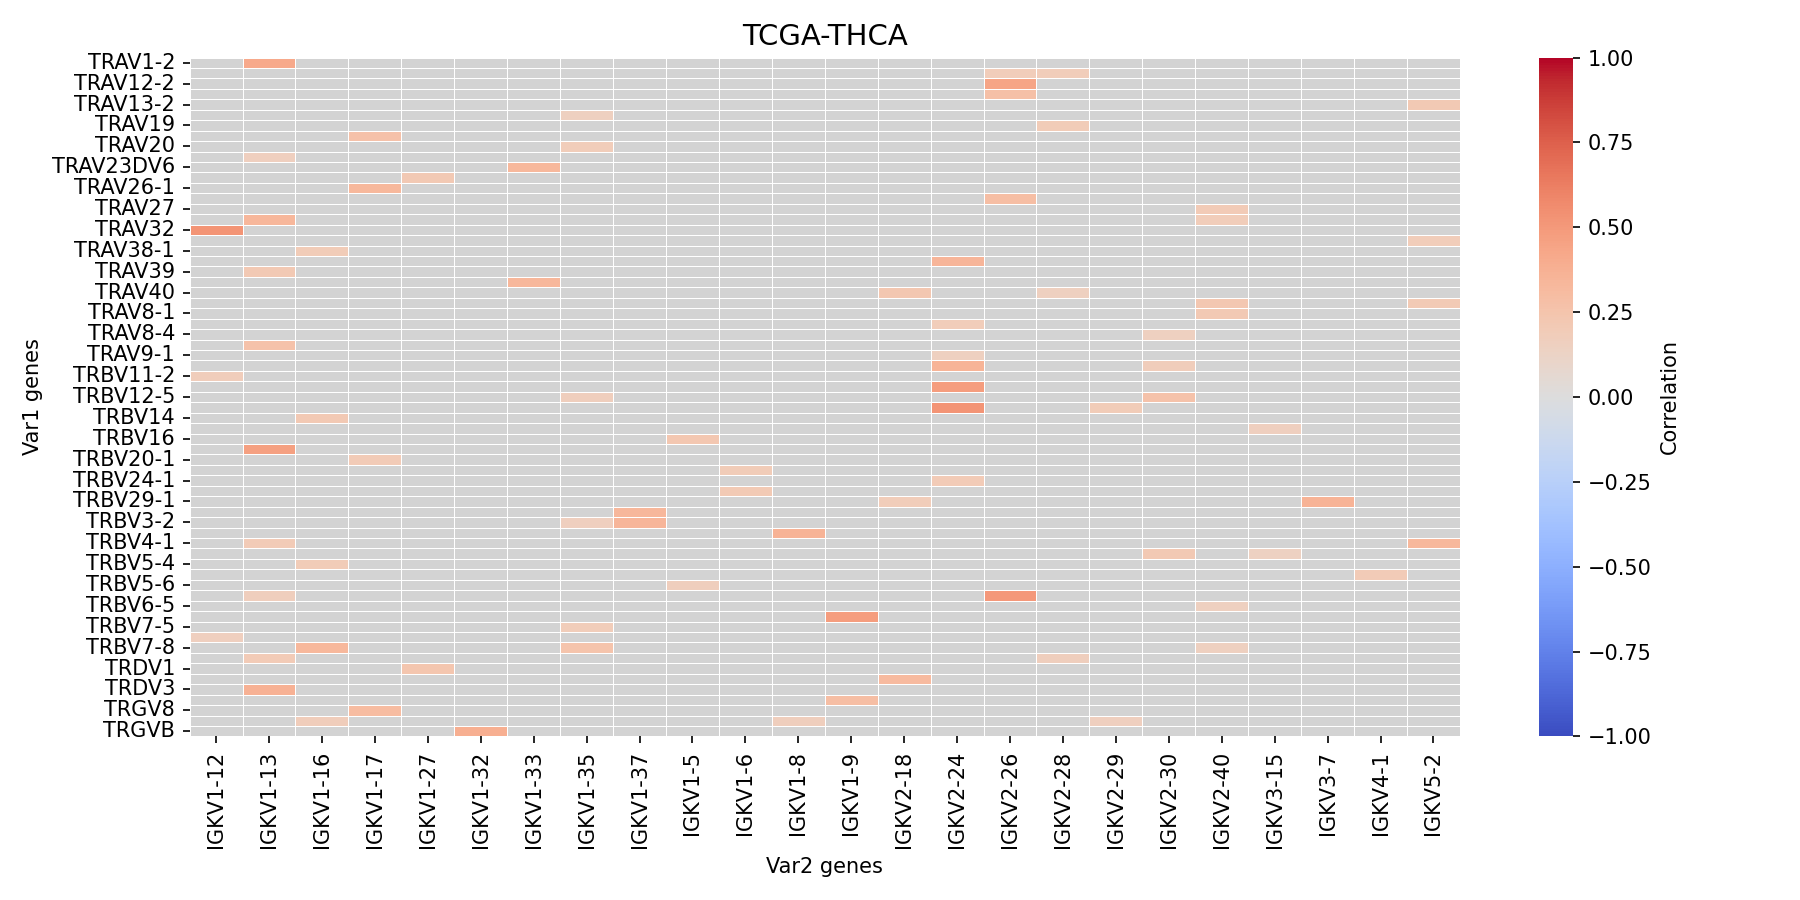 TCGA-THCA
TRAV1-2
TRAV12-2
TRAV13-2
TRAV19
TRAV20
TRAV23DV6
TRAV26-1
TRAV27
TRAV32
TRAV38-1
TRAV39
TRAV40
TRAV8-1
TRAV8-4
TRAV9-1
TRBV11-2
TRBV12-5
TRBV14
TRBV16
TRBV20-1
TRBV24-1
TRBV29-1
TRBV3-2
TRBV4-1
TRBV5-4
TRBV5-6
TRBV6-5
TRBV7-5
TRBV7-8
TRDV1
TRDV3
TRGV8
TRGVB
Var1 genes
IGKV1-12
IGKV1-13
IGKV1-16
IGKV1-17
IGKV1-27
IGKV1-32
IGKV1-33
IGKV1-35
IGKV1-37
IGKV1-5
IGKV1-6
IGKV1-8
IGKV1-9
IGKV2-18
IGKV2-24
IGKV2-26
IGKV2-28
IGKV2-29
IGKV2-30
IGKV2-40
IGKV3-15
IGKV3-7
IGKV4-1
IGKV5-2
Var2 genes
1.00
0.75
0.50
0.25
0.00
−0.25
−0.50
−0.75
−1.00
Correlation